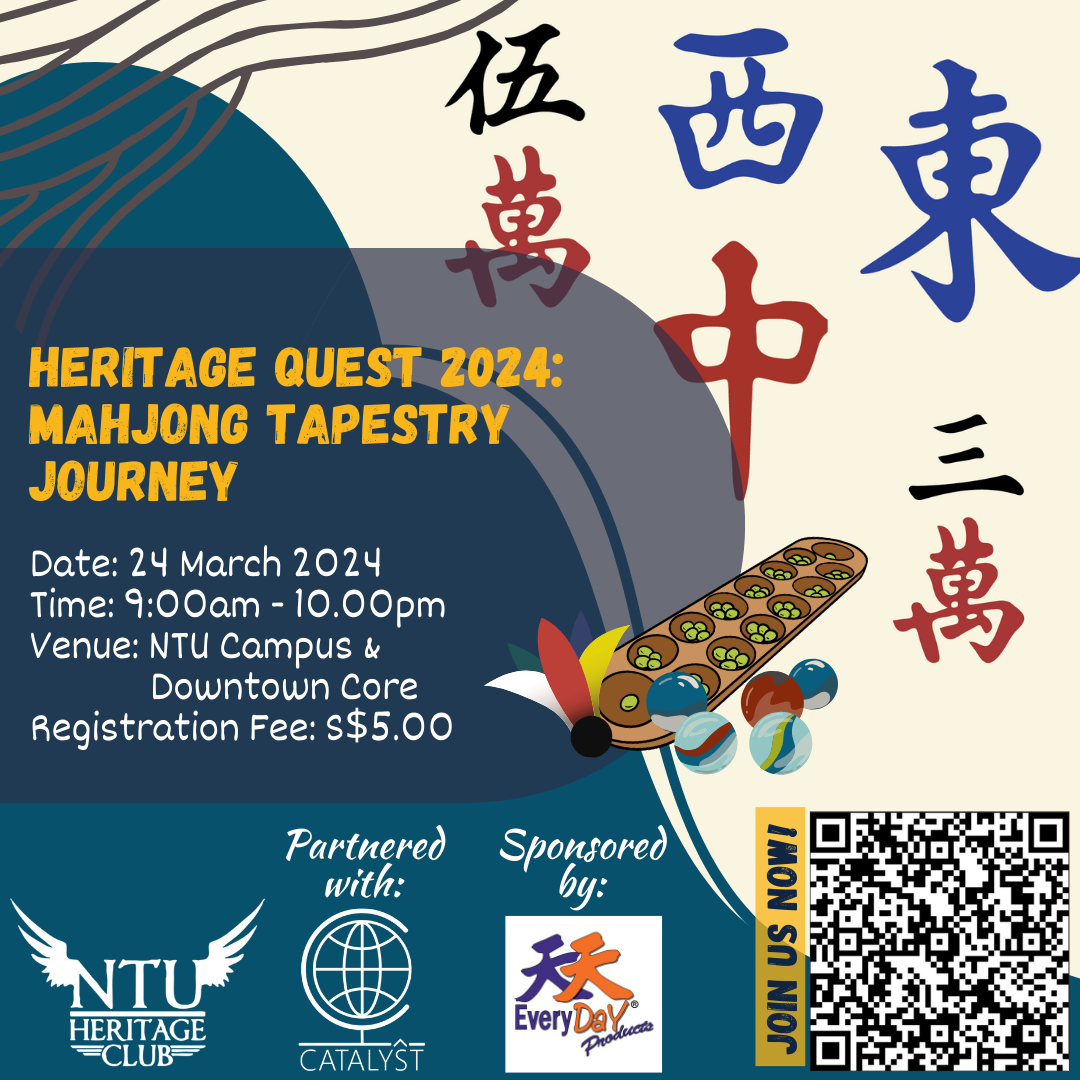 伍
萬
西
東
中
三
萬
HERITAGE QUEST 2024:
MAHJONG TAPESTRY
JOURNEY
Date: 24 March 2024
Time: 9:00am - 10.00pm
Venue: NTU Campus &
Downtown Core
Registration Fee: S$5.00
Partnered
with:
Sponsored
by:
NTU
HERITAGE
CLUB
CATALYST
天天
EveryDaY®
Products
JOIN US NOW!